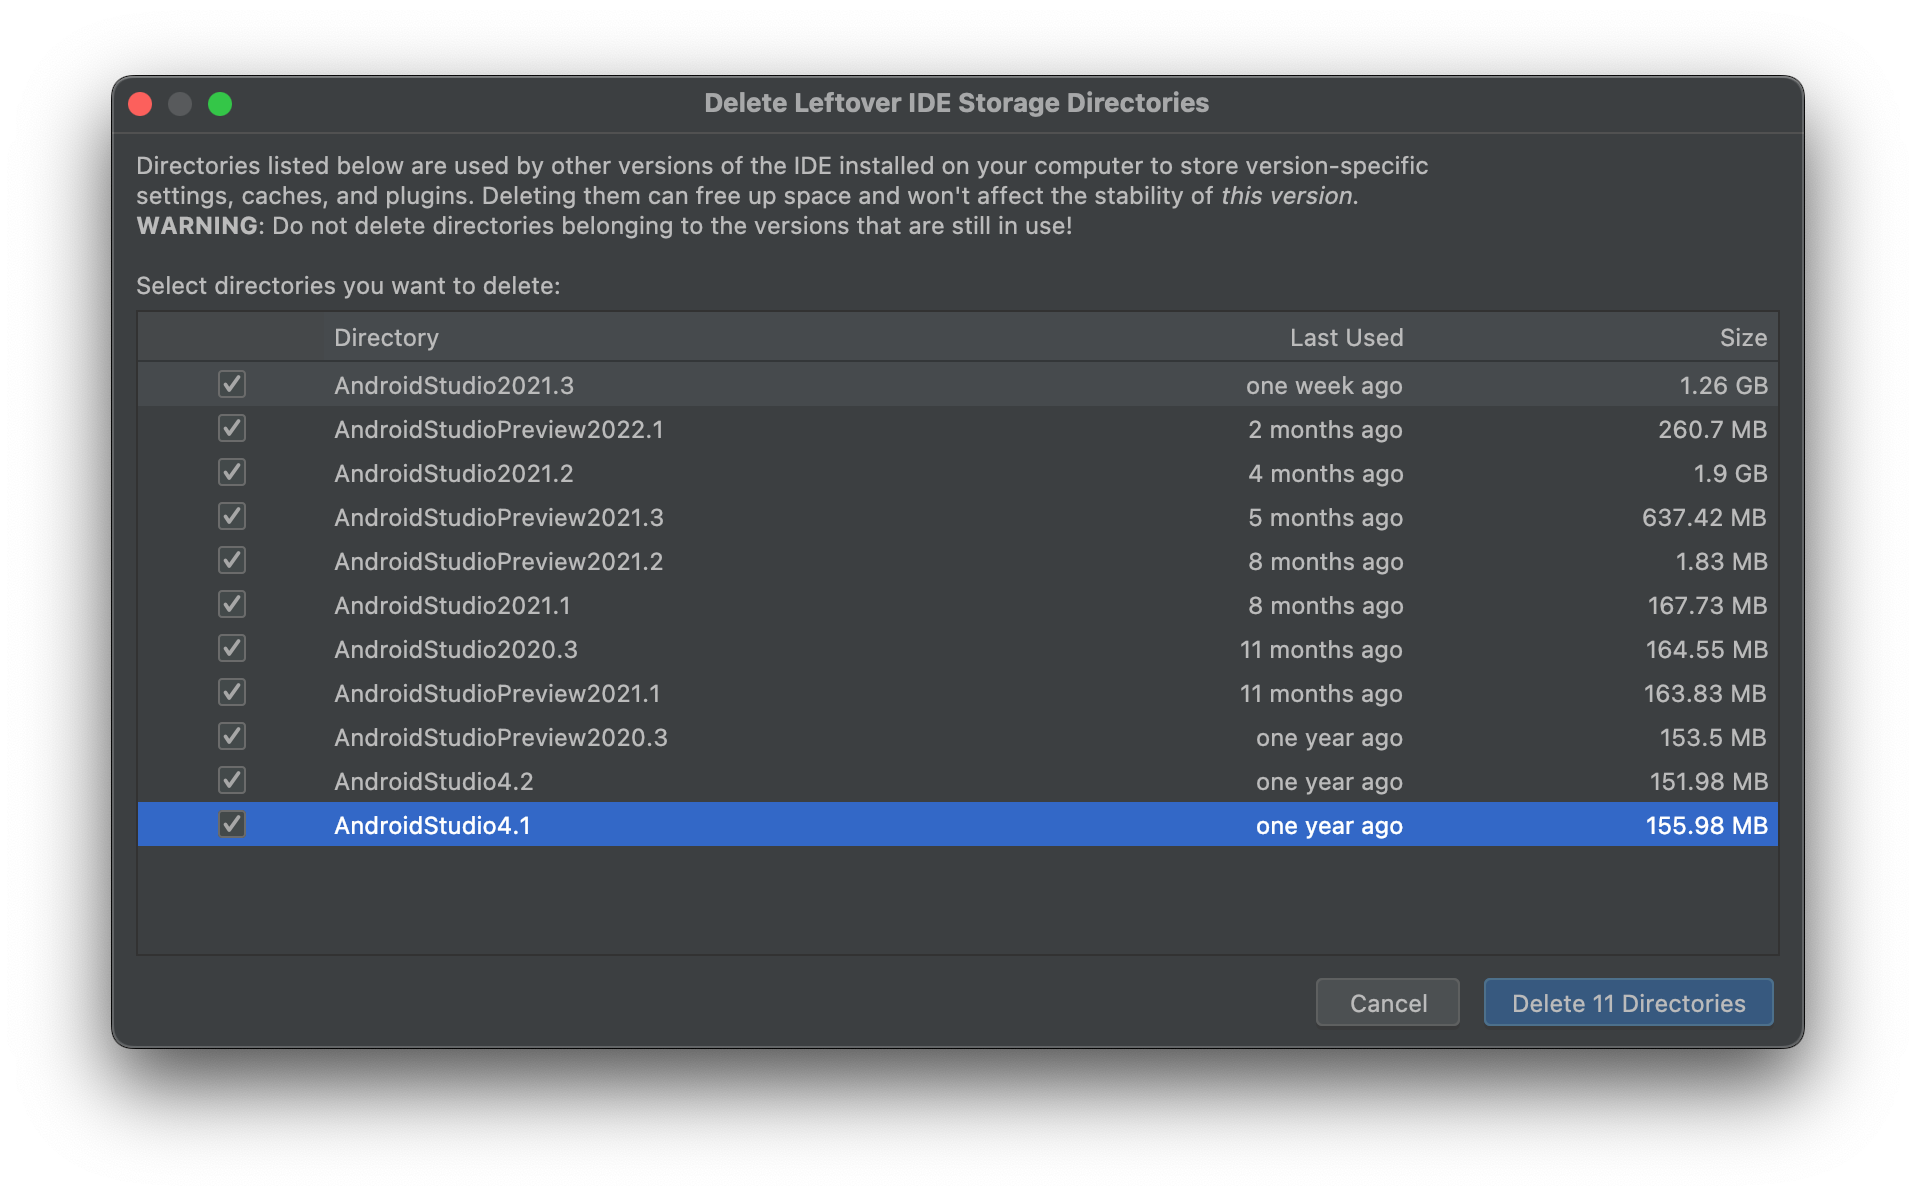 Delete Leftover IDE Storage Directories
Directories listed below are used by other versions of the IDE installed on your computer to store version-specific
settings, caches, and plugins. Deleting them can free up space and won't affect the stability of this version.
WARNING: Do not delete directories belonging to the versions that are still in use!
Select directories you want to delete:
Directory Last Used Size
AndroidStudio2021.3 one week ago 1.26 GB
AndroidStudioPreview2022.1 2 months ago 260.7 MB
AndroidStudio2021.2 4 months ago 1.9 GB
AndroidStudioPreview2021.3 5 months ago 637.42 MB
AndroidStudioPreview2021.2 8 months ago 1.83 MB
AndroidStudio2021.1 8 months ago 167.73 MB
AndroidStudio2020.3 11 months ago 164.55 MB
AndroidStudioPreview2021.1 11 months ago 163.83 MB
AndroidStudioPreview2020.3 one year ago 153.5 MB
AndroidStudio4.2 one year ago 151.98 MB
AndroidStudio4.1 one year ago 155.98 MB
Cancel Delete 11 Directories